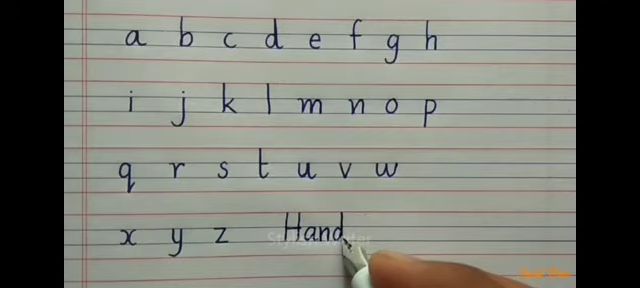 a b c d e f g h
i j k l m n o p
q r s t u v w
x y z Hand